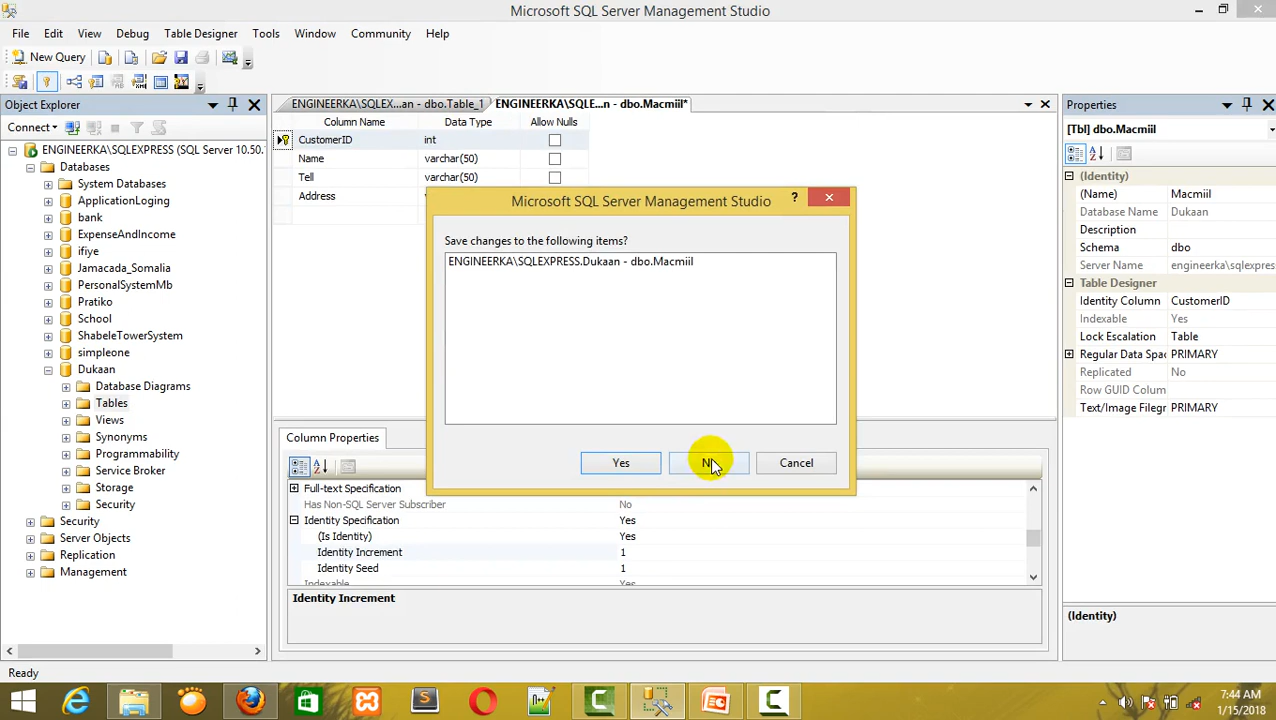 Microsoft SQL Server Management Studio
File Edit View Debug Table Designer Tools Window Community Help
New Query
Object Explorer
Connect
ENGINEERKA\SQLEXPRESS (SQL Server 10.50.
Databases
System Databases
ApplicationLoging
bank
ExpenseAndIncome
ifiye
Jamacada_Somalia
PersonalSystemMb
Pratiko
School
ShabeleTowerSystem
simpleone
Dukaan
Database Diagrams
Tables
Views
Synonyms
Programmability
Service Broker
Storage
Security
Security
Server Objects
Replication
Management
ENGINEERKA\SQLEX...an - dbo.Table_1 ENGINEERKA\SQLE...n - dbo.Macmiil*
Column Name Data Type Allow Nulls
CustomerID int
Name varchar(50)
Tell varchar(50)
Address
Microsoft SQL Server Management Studio ?
Save changes to the following items?
ENGINEERKA\SQLEXPRESS.Dukaan - dbo.Macmiil
Yes Cancel
Column Properties
Full-text Specification
Has Non-SQL Server Subscriber No
Identity Specification Yes
(Is Identity) Yes
Identity Increment 1
Identity Seed 1
Indexable Yes
Identity Increment
Properties
[Tbl] dbo.Macmiil
(Identity)
(Name) Macmiil
Database Name Dukaan
Description
Schema dbo
Server Name engineerka\sqlexpres
Table Designer
Identity Column CustomerID
Indexable Yes
Lock Escalation Table
Regular Data Spac PRIMARY
Replicated No
Row GUID Colum
Text/Image Filegr PRIMARY
(Identity)
Ready
7:44 AM
1/15/2018